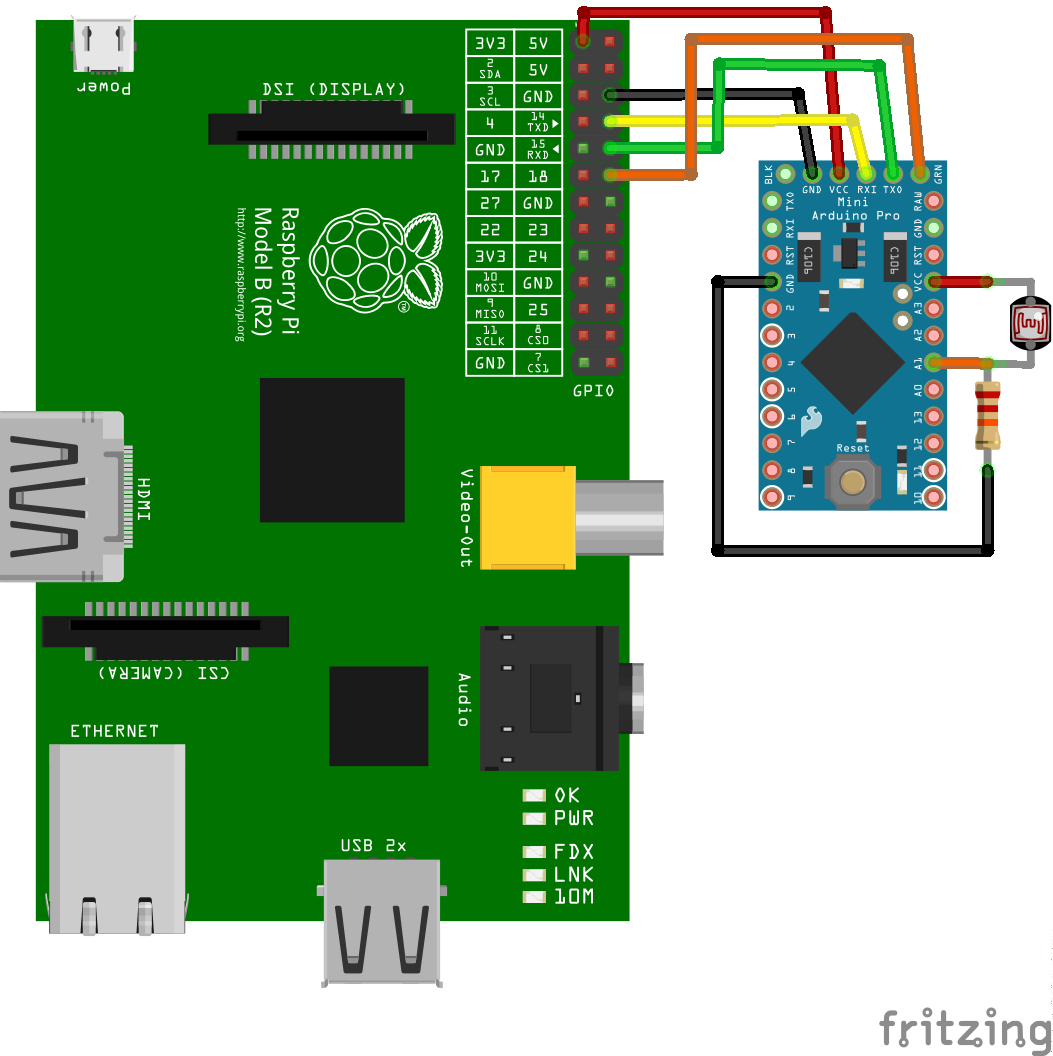 Power
DSI (DISPLAY)
Raspberry Pi
Model B (R2)
http://www.raspberrypi.org
TM
3V3 5V
2 SDA 5V
3 SCL GND
4 14 TXD
GND 15 RXD
17 18
27 GND
22 23
3V3 24
10 MOSI GND
9 MISO 25
11 SCLK 8 CS0
GND 7 CS1
GPIO
HDMI
Video-Out
CSI (CAMERA)
Audio
ETHERNET
USB 2x
OK
PWR
FDX
LNK
10M
BLK GND VCC RXI TXO GRN
Mini
Arduino Pro
TXO
RXI
RST
GND
2
3
4
5
6
7
8
9
RAW
GND
RST
VCC
A3
A2
A1
A0
13
12
11
10
C106
C106
Reset
fritzing